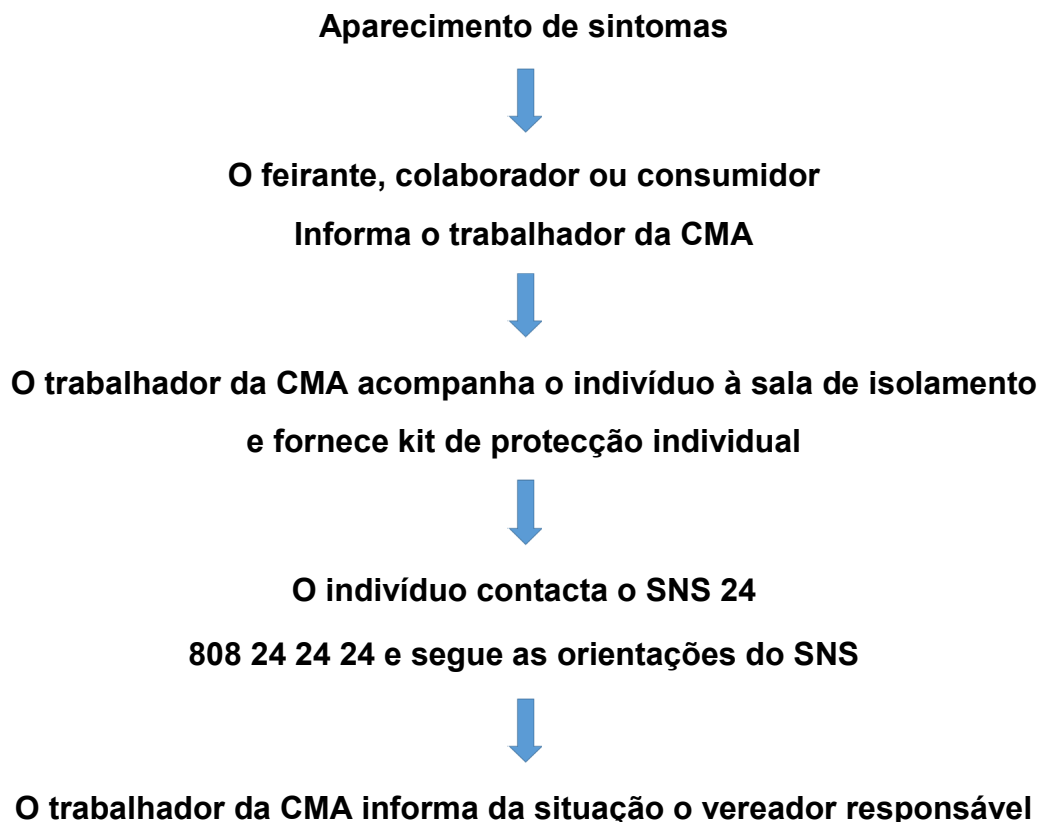 Aparecimento de sintomas
O feirante, colaborador ou consumidor
Informa o trabalhador da CMA
O trabalhador da CMA acompanha o indivíduo à sala de isolamento
e fornece kit de protecção individual
O indivíduo contacta o SNS 24
808 24 24 24 e segue as orientações do SNS
O trabalhador da CMA informa da situação o vereador responsável